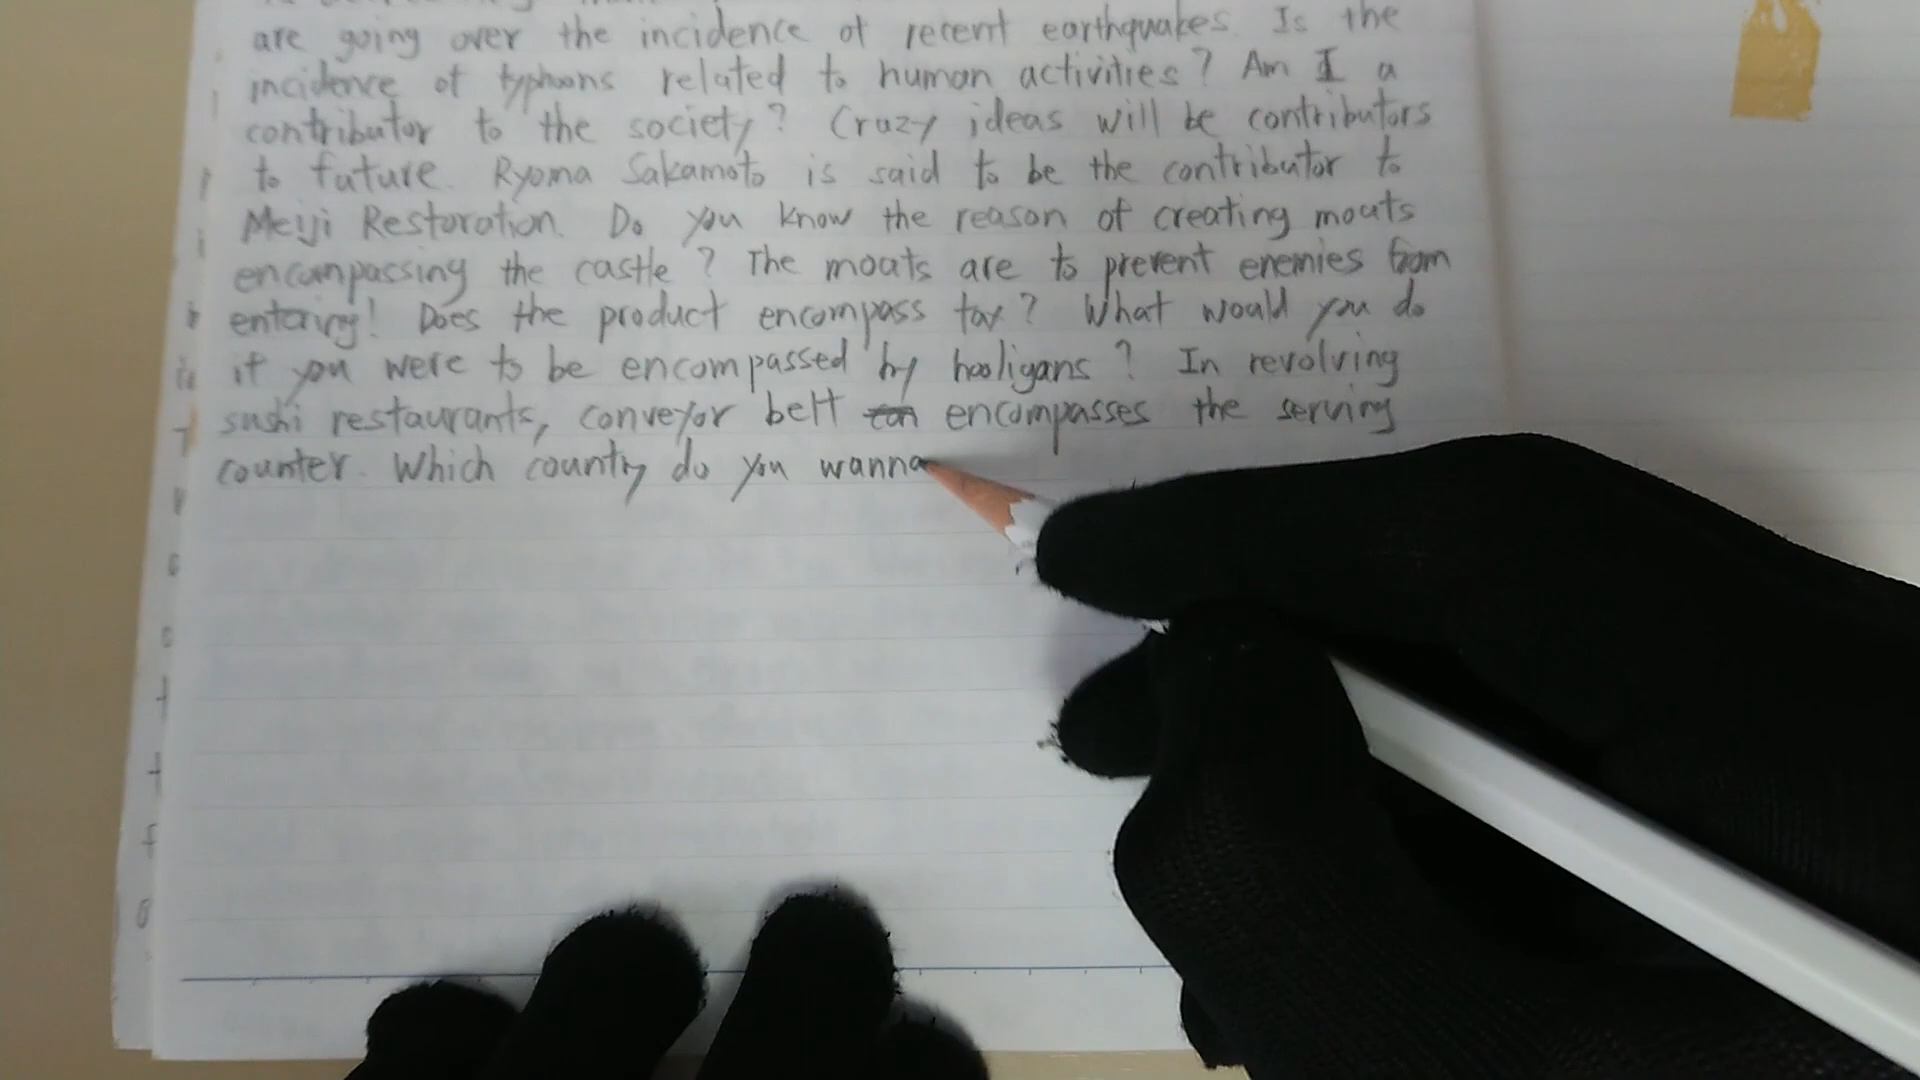 are going over the incidence of recent earthquakes. Is the
incidence of typhoons related to human activities? Am I a
contributor to the society? Crazy ideas will be contributors
to future. Ryoma Sakamoto is said to be the contributor to
Meiji Restoration. Do you know the reason of creating moats
encompassing the castle? The moats are to prevent enemies from
entering! Does the product encompass tax? What would you do
if you were to be encompassed by hooligans? In revolving
sushi restaurants, conveyor belt encompasses the serving
counter. Which country do you wanna